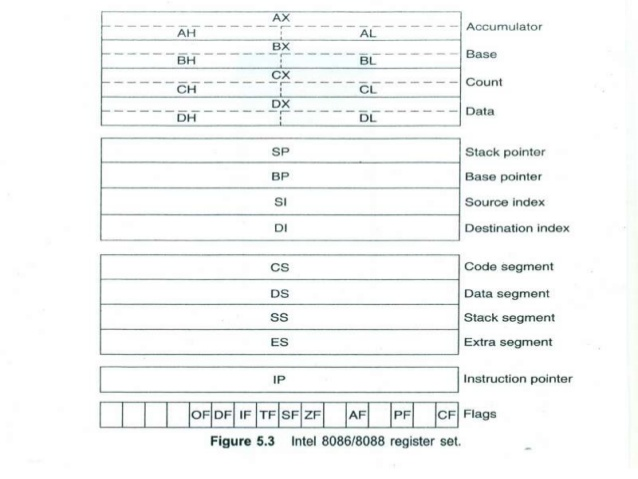 AX
AH AL Accumulator
BX
BH BL Base
CX
CH CL Count
DX
DH DL Data
SP Stack pointer
BP Base pointer
SI Source index
DI Destination index
CS Code segment
DS Data segment
SS Stack segment
ES Extra segment
IP Instruction pointer
OF DF IF TF SF ZF AF PF CF Flags
Figure 5.3 Intel 8086/8088 register set.